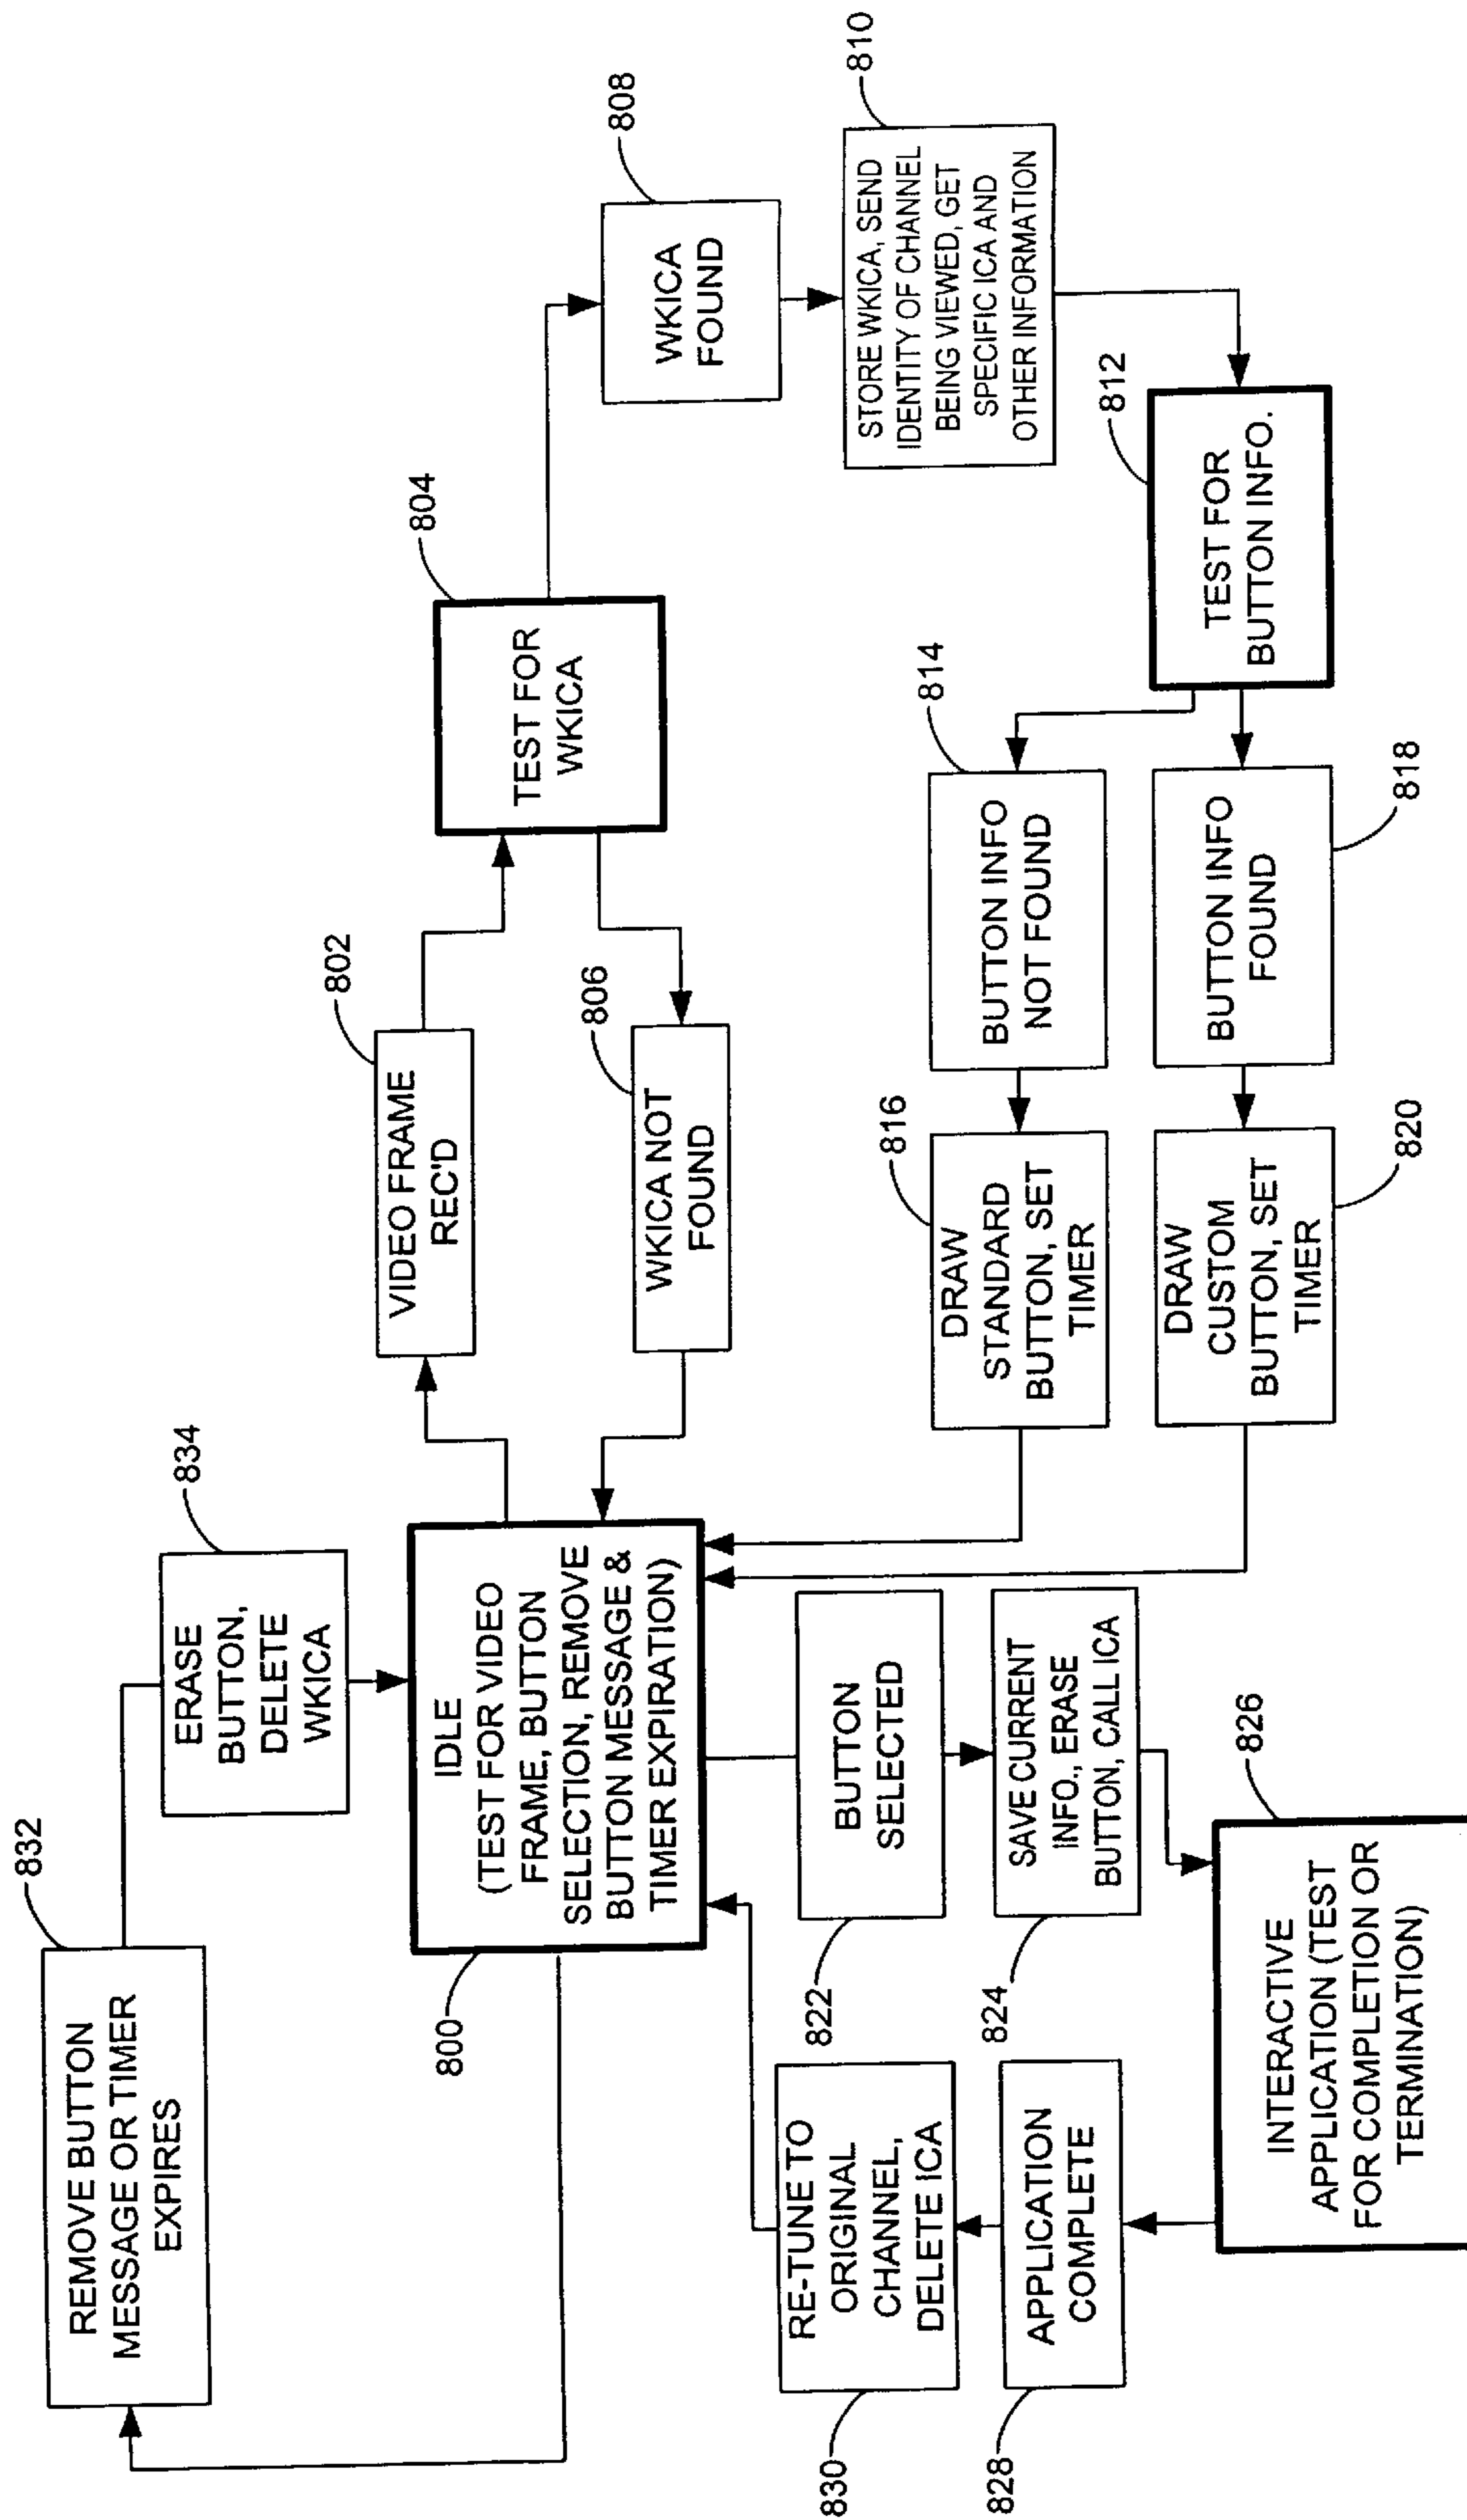 832
REMOVE BUTTON
MESSAGE OR TIMER
EXPIRES
834
ERASE
BUTTON,
DELETE
WKICA
800
IDLE
(TEST FOR VIDEO
FRAME, BUTTON
SELECTION, REMOVE
BUTTON MESSAGE &
TIMER EXPIRATION)
802
VIDEO FRAME
REC'D
804
TEST FOR
WKICA
806
WKICA NOT
FOUND
808
WKICA
FOUND
810
STORE WKICA, SEND
IDENTITY OF CHANNEL
BEING VIEWED, GET
SPECIFIC ICA AND
OTHER INFORMATION
812
TEST FOR
BUTTON INFO.
814
BUTTON INFO
NOT FOUND
816
DRAW
STANDARD
BUTTON, SET
TIMER
818
BUTTON INFO
FOUND
820
DRAW
CUSTOM
BUTTON, SET
TIMER
822
BUTTON
SELECTED
824
SAVE CURRENT
INFO., ERASE
BUTTON, CALL ICA
826
INTERACTIVE
APPLICATION (TEST
FOR COMPLETION OR
TERMINATION)
828
APPLICATION
COMPLETE
830
RE-TUNE TO
ORIGINAL
CHANNEL,
DELETE ICA